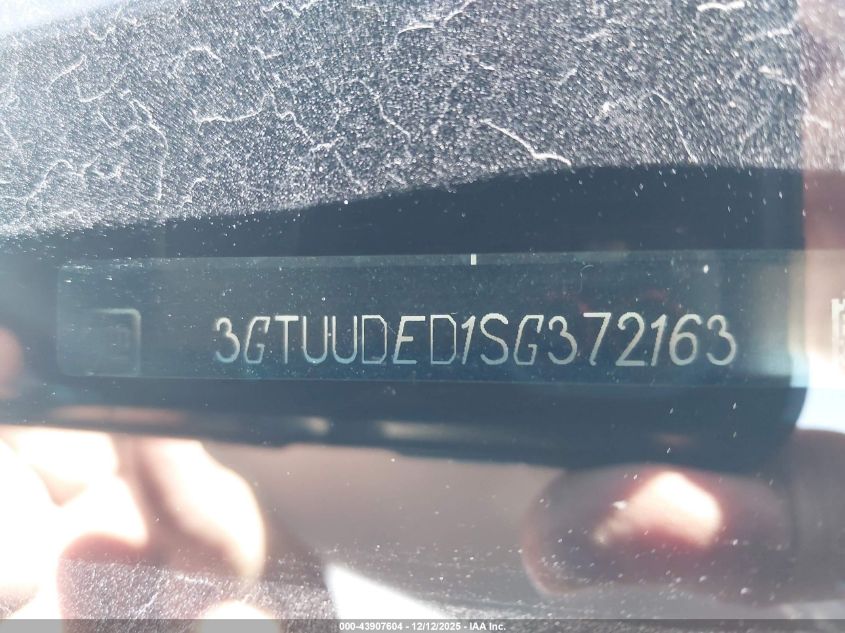 3GTUUDED1SG372163
000-43907604 • 12/12/2025 - IAA Inc.